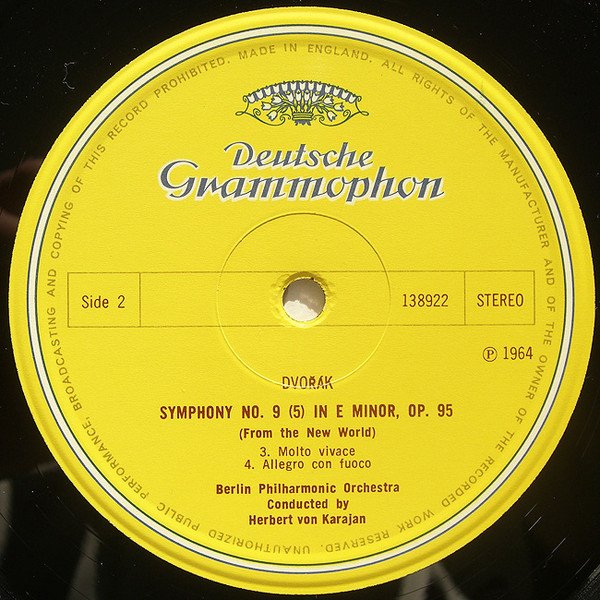 MADE IN ENGLAND. ALL RIGHTS OF THE MANUFACTURER AND OF THE OWNER OF THE RECORDED WORK RESERVED. UNAUTHORIZED PUBLIC PERFORMANCE, BROADCASTING AND COPYING OF THIS RECORD PROHIBITED.
Deutsche
Grammophon
Side 2 138922 STEREO
℗ 1964
DVOŘÁK
SYMPHONY NO. 9 (5) IN E MINOR, OP. 95
(From the New World)
3. Molto vivace
4. Allegro con fuoco
Berlin Philharmonic Orchestra
Conducted by
Herbert von Karajan